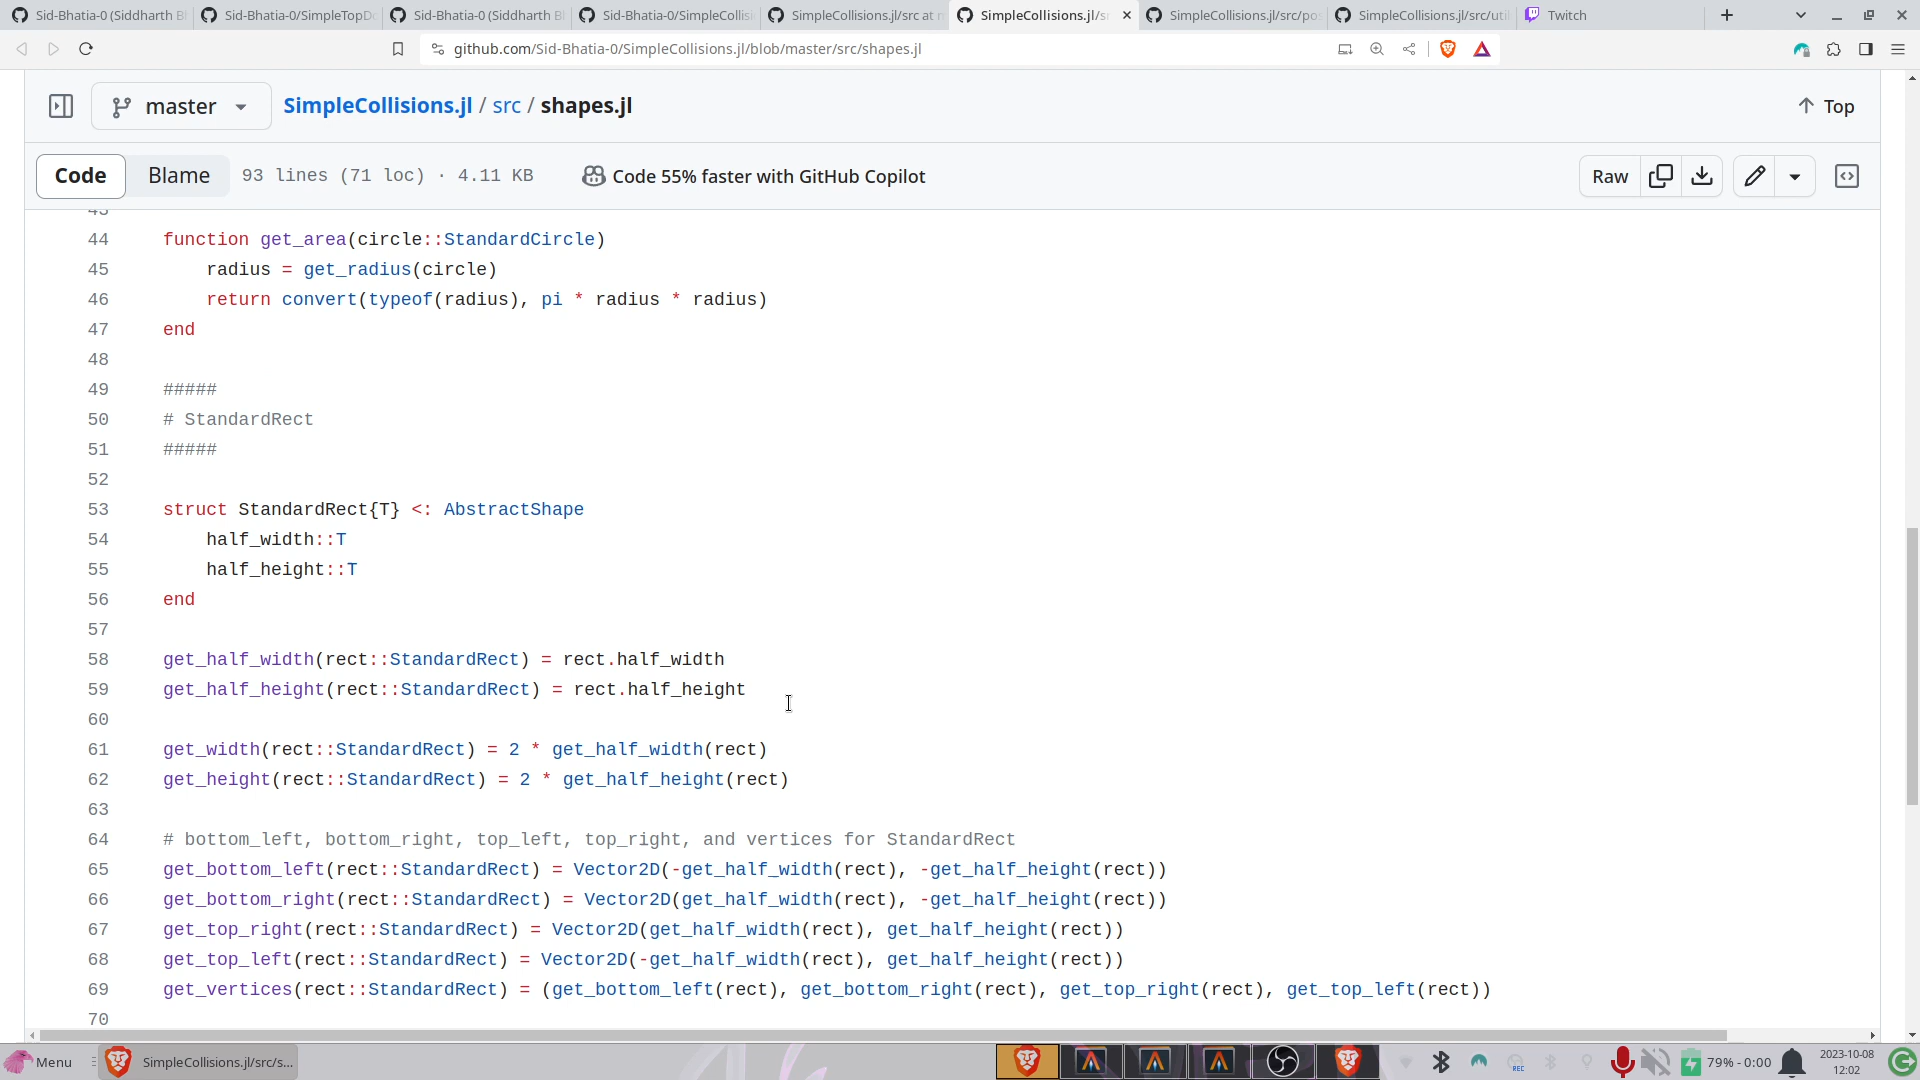 Sid-Bhatia-0 (Siddharth B
Sid-Bhatia-0/SimpleTopD
Sid-Bhatia-0 (Siddharth B
Sid-Bhatia-0/SimpleCollisi
SimpleCollisions.jl/src at
SimpleCollisions.jl/s
SimpleCollisions.jl/src/po
SimpleCollisions.jl/src/uti
Twitch
github.com/Sid-Bhatia-0/SimpleCollisions.jl/blob/master/src/shapes.jl
master
SimpleCollisions.jl / src / shapes.jl
Top
Code
Blame
93 lines (71 loc) · 4.11 KB
Code 55% faster with GitHub Copilot
Raw
43
44 function get_area(circle::StandardCircle)
45 radius = get_radius(circle)
46 return convert(typeof(radius), pi * radius * radius)
47 end
48
49 #####
50 # StandardRect
51 #####
52
53 struct StandardRect{T} <: AbstractShape
54 half_width::T
55 half_height::T
56 end
57
58 get_half_width(rect::StandardRect) = rect.half_width
59 get_half_height(rect::StandardRect) = rect.half_height
60
61 get_width(rect::StandardRect) = 2 * get_half_width(rect)
62 get_height(rect::StandardRect) = 2 * get_half_height(rect)
63
64 # bottom_left, bottom_right, top_left, top_right, and vertices for StandardRect
65 get_bottom_left(rect::StandardRect) = Vector2D(-get_half_width(rect), -get_half_height(rect))
66 get_bottom_right(rect::StandardRect) = Vector2D(get_half_width(rect), -get_half_height(rect))
67 get_top_right(rect::StandardRect) = Vector2D(get_half_width(rect), get_half_height(rect))
68 get_top_left(rect::StandardRect) = Vector2D(-get_half_width(rect), get_half_height(rect))
69 get_vertices(rect::StandardRect) = (get_bottom_left(rect), get_bottom_right(rect), get_top_right(rect), get_top_left(rect))
70
Menu
SimpleCollisions.jl/src/s...
REC
79% - 0:00
2023-10-08
12:02